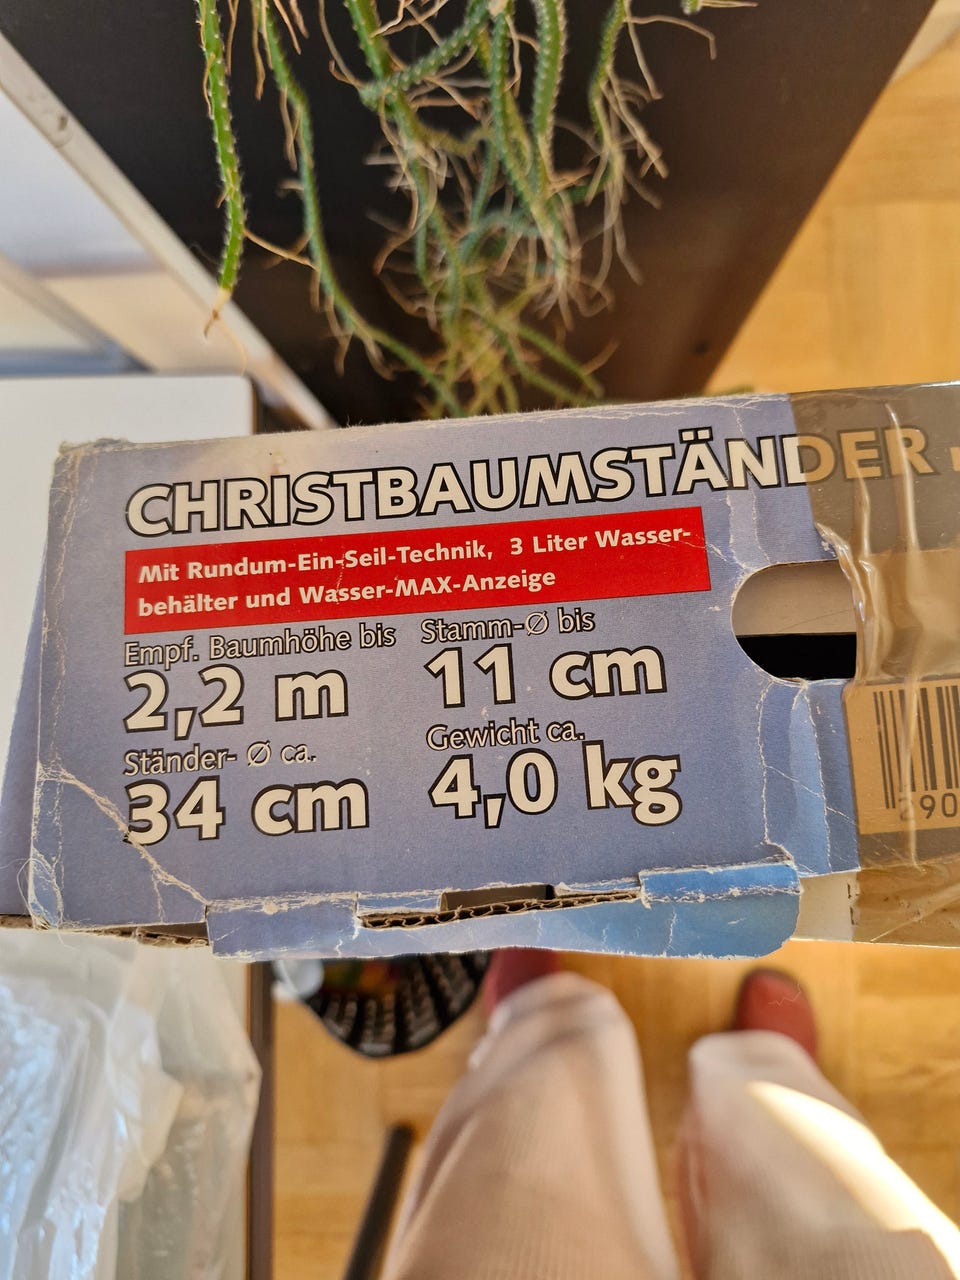 CHRISTBAUMSTÄNDER
Mit Rundum-Ein-Seil-Technik, 3 Liter Wasser-
behälter und Wasser-MAX-Anzeige
Empf. Baumhöhe bis
2,2 m
Stamm-Ø bis
11 cm
Ständer- Ø ca.
34 cm
Gewicht ca.
4,0 kg